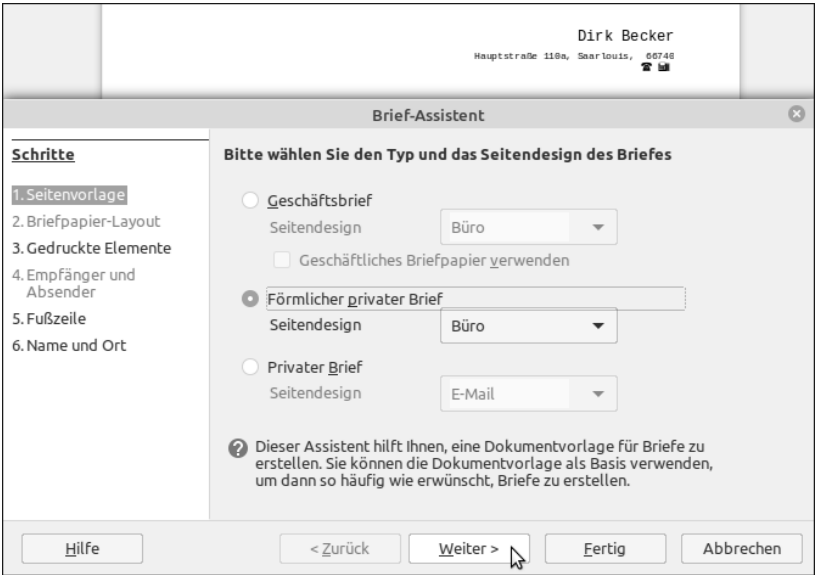 Dirk Becker
Hauptstraße 110a, Saarlouis, 66740
Brief-Assistent
Schritte
1. Seitenvorlage
2. Briefpapier-Layout
3. Gedruckte Elemente
4. Empfänger und
Absender
5. Fußzeile
6. Name und Ort
Bitte wählen Sie den Typ und das Seitendesign des Briefes
Geschäftsbrief
Seitendesign Büro
Geschäftliches Briefpapier verwenden
Förmlicher privater Brief
Seitendesign Büro
Privater Brief
Seitendesign E-Mail
Dieser Assistent hilft Ihnen, eine Dokumentvorlage für Briefe zu
erstellen. Sie können die Dokumentvorlage als Basis verwenden,
um dann so häufig wie erwünscht, Briefe zu erstellen.
Hilfe < Zurück Weiter > Fertig Abbrechen